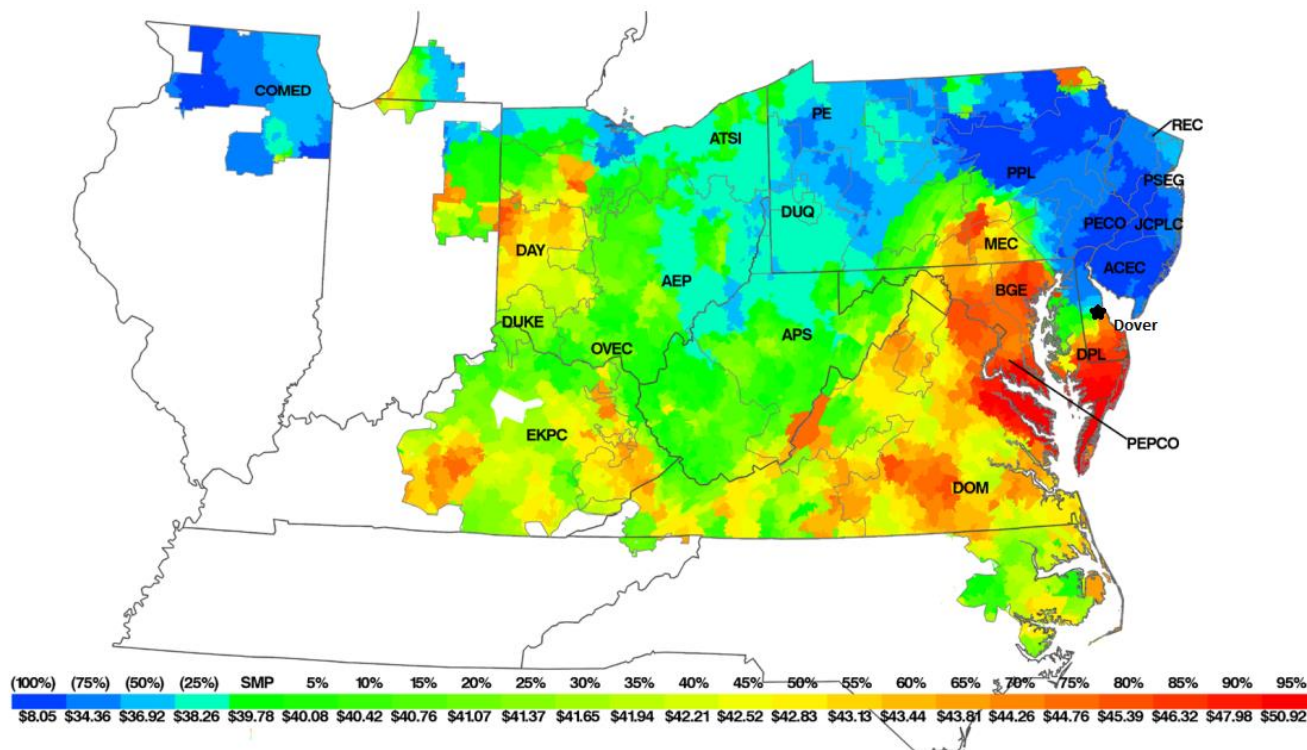 COMED
REC
PE
ATSI
PPL
PSEG
DUQ
PECO
JCPLC
MEC
DAY
ACEC
AEP
BGE
DUKE
Dover
APS
OVEC
DPL
EKPC
PEPCO
DOM
(100%) (75%) (50%) (25%) SMP 5% 10% 20% 25% 30% 35% 40% 45% 50% 55% 60% 65% 70% 75% 80% 85% 90% 95%
$8.05 $34.36 $36.92 $38.26 $39.78 $40.08 $40.42 $40.76 $41.07 $41.37 $41.65 $41.94 $42.21 $42.52 $42.83 $43.13 $43.44 $43.81 $44.26 $44.76 $45.39 $46.32 $47.98 $50.92